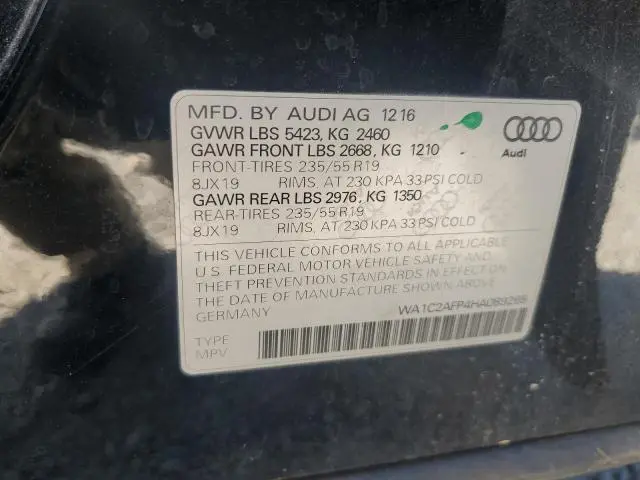 MFD. BY AUDI AG 12 16
GVWR LBS 5423, KG 2460
GAWR FRONT LBS 2668, KG 1210
FRONT-TIRES 235/55 R19
8JX19 RIMS, AT 230 KPA 33 PSI COLD
GAWR REAR LBS 2976, KG 1350
REAR-TIRES 235/55 R19
8JX19 RIMS, AT 230 KPA 33 PSI COLD
Audi
THIS VEHICLE CONFORMS TO ALL APPLICABLE
U.S. FEDERAL MOTOR VEHICLE SAFETY AND
THEFT PREVENTION STANDARDS IN EFFECT ON
THE DATE OF MANUFACTURE SHOWN ABOVE
GERMANY
TYPE
MPV